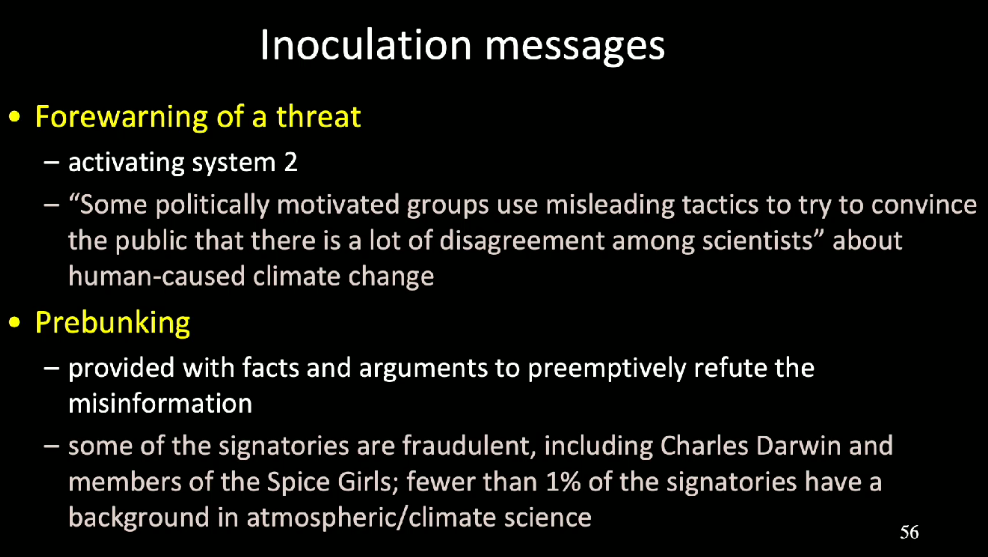 Inoculation messages
• Forewarning of a threat
– activating system 2
– “Some politically motivated groups use misleading tactics to try to convince
the public that there is a lot of disagreement among scientists” about
human-caused climate change
• Prebunking
– provided with facts and arguments to preemptively refute the
misinformation
– some of the signatories are fraudulent, including Charles Darwin and
members of the Spice Girls; fewer than 1% of the signatories have a
background in atmospheric/climate science
56